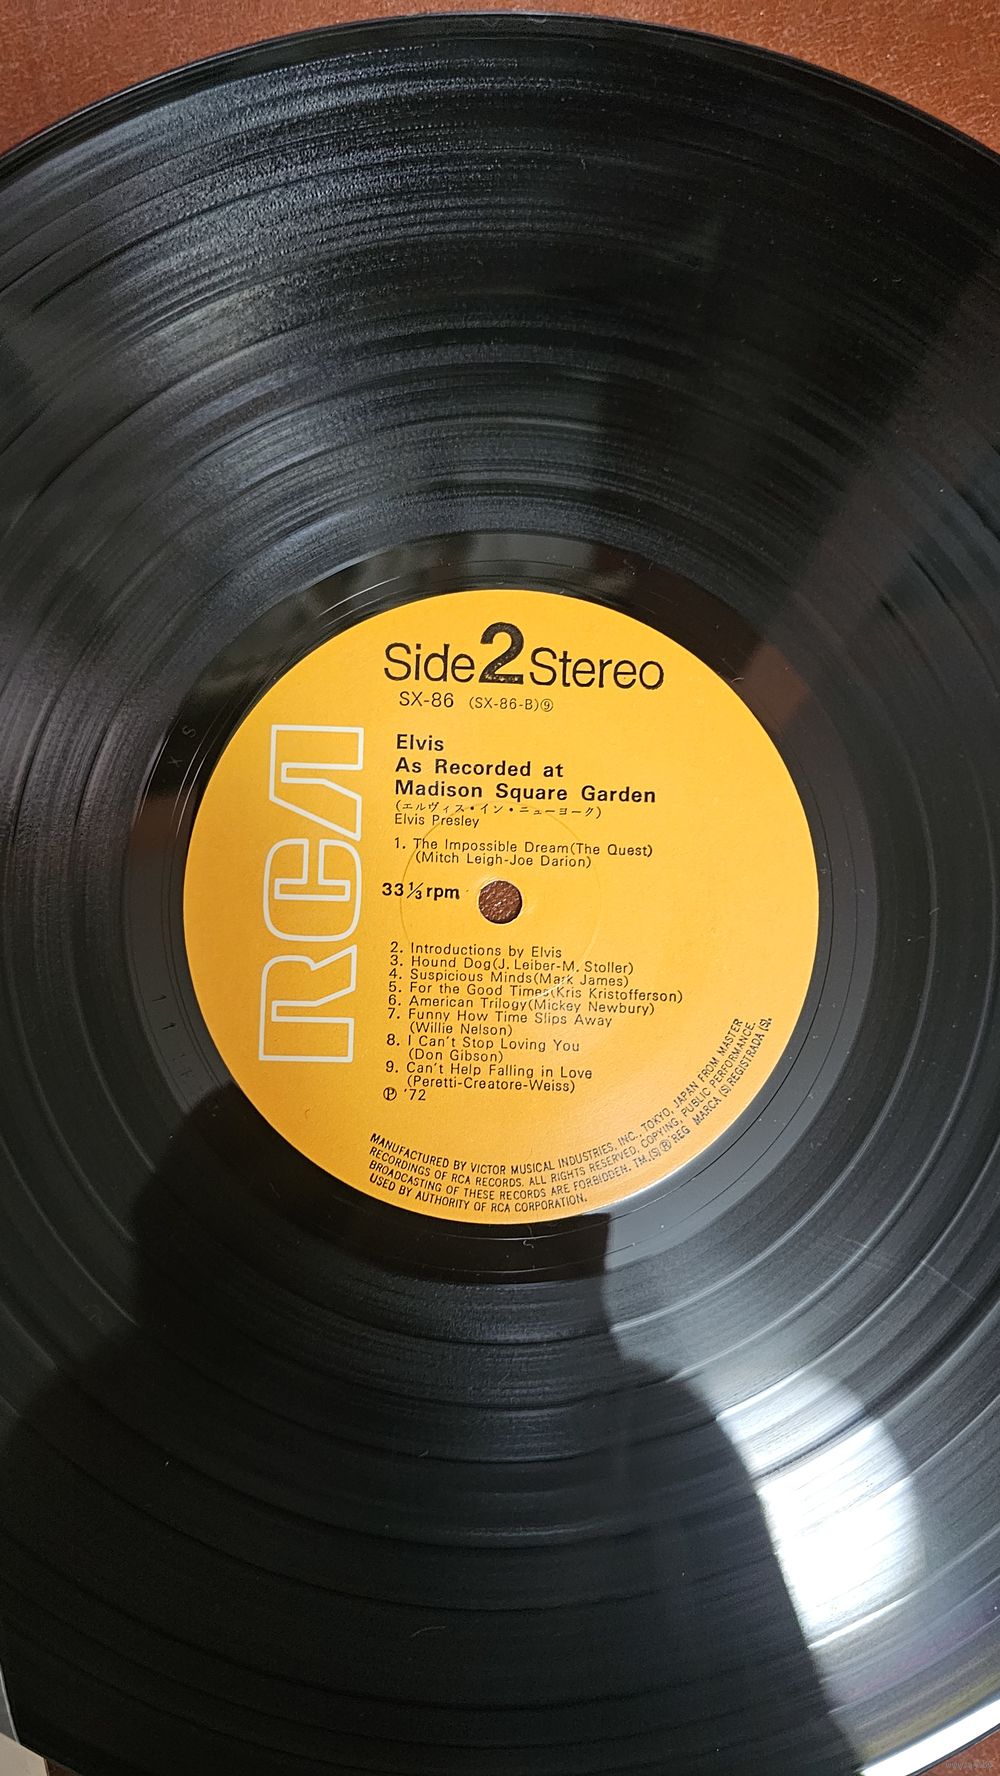 Side 2 Stereo
SX-86 (SX-86-B)⑨
RCA
Elvis
As Recorded at
Madison Square Garden
(エルヴィス・イン・ニューヨーク)
Elvis Presley
1. The Impossible Dream(The Quest)
(Mitch Leigh-Joe Darion)
33⅓rpm
2. Introductions by Elvis
3. Hound Dog(J. Leiber-M. Stoller)
4. Suspicious Minds(Mark James)
5. For the Good Times(Kris Kristofferson)
6. American Trilogy(Mickey Newbury)
7. Funny How Time Slips Away
(Willie Nelson)
8. I Can't Stop Loving You
(Don Gibson)
9. Can't Help Falling in Love
(Peretti-Creatore-Weiss)
Ⓟ '72
MANUFACTURED BY VICTOR MUSICAL INDUSTRIES, INC., TOKYO, JAPAN FROM MASTER
RECORDINGS OF RCA RECORDS. ALL RIGHTS RESERVED. COPYING, PUBLIC PERFORMANCE,
BROADCASTING OF THESE RECORDS ARE FORBIDDEN. TM.(S)® REG MARCA (S) REGISTRADA (S).
USED BY AUTHORITY OF RCA CORPORATION.